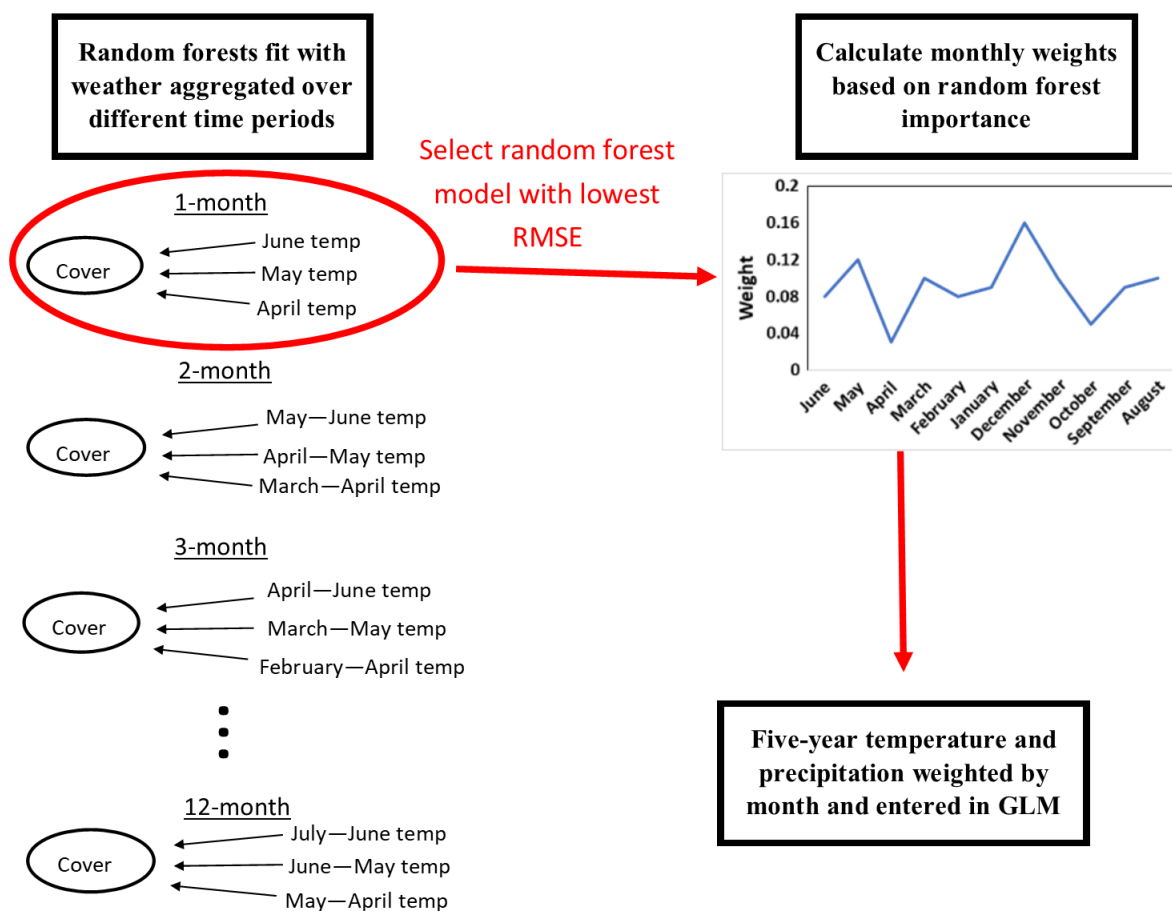 Random forests fit with
weather aggregated over
different time periods
1-month
Cover
June temp
May temp
April temp
2-month
Cover
May—June temp
April—May temp
March—April temp
3-month
Cover
April—June temp
March—May temp
February—April temp
12-month
Cover
July—June temp
June—May temp
May—April temp
Select random forest
model with lowest
RMSE
Calculate monthly weights
based on random forest
importance
0.2
0.16
0.12
0.08
0.04
0
Weight
June
May
April
March
February
January
December
November
October
September
August
Five-year temperature and
precipitation weighted by
month and entered in GLM